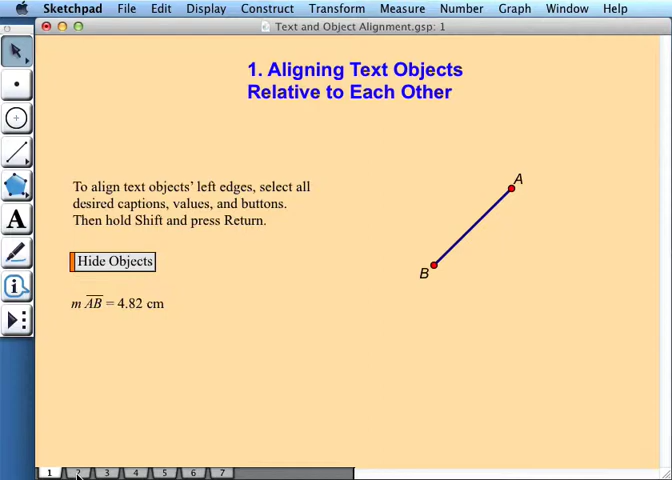 Sketchpad File Edit Display Construct Transform Measure Number Graph Window Help
Text and Object Alignment.gsp: 1
1. Aligning Text Objects
Relative to Each Other
To align text objects' left edges, select all
desired captions, values, and buttons.
Then hold Shift and press Return.
A
A
Hide Objects
B
i
m AB = 4.82 cm
1 2 3 4 5 6 7